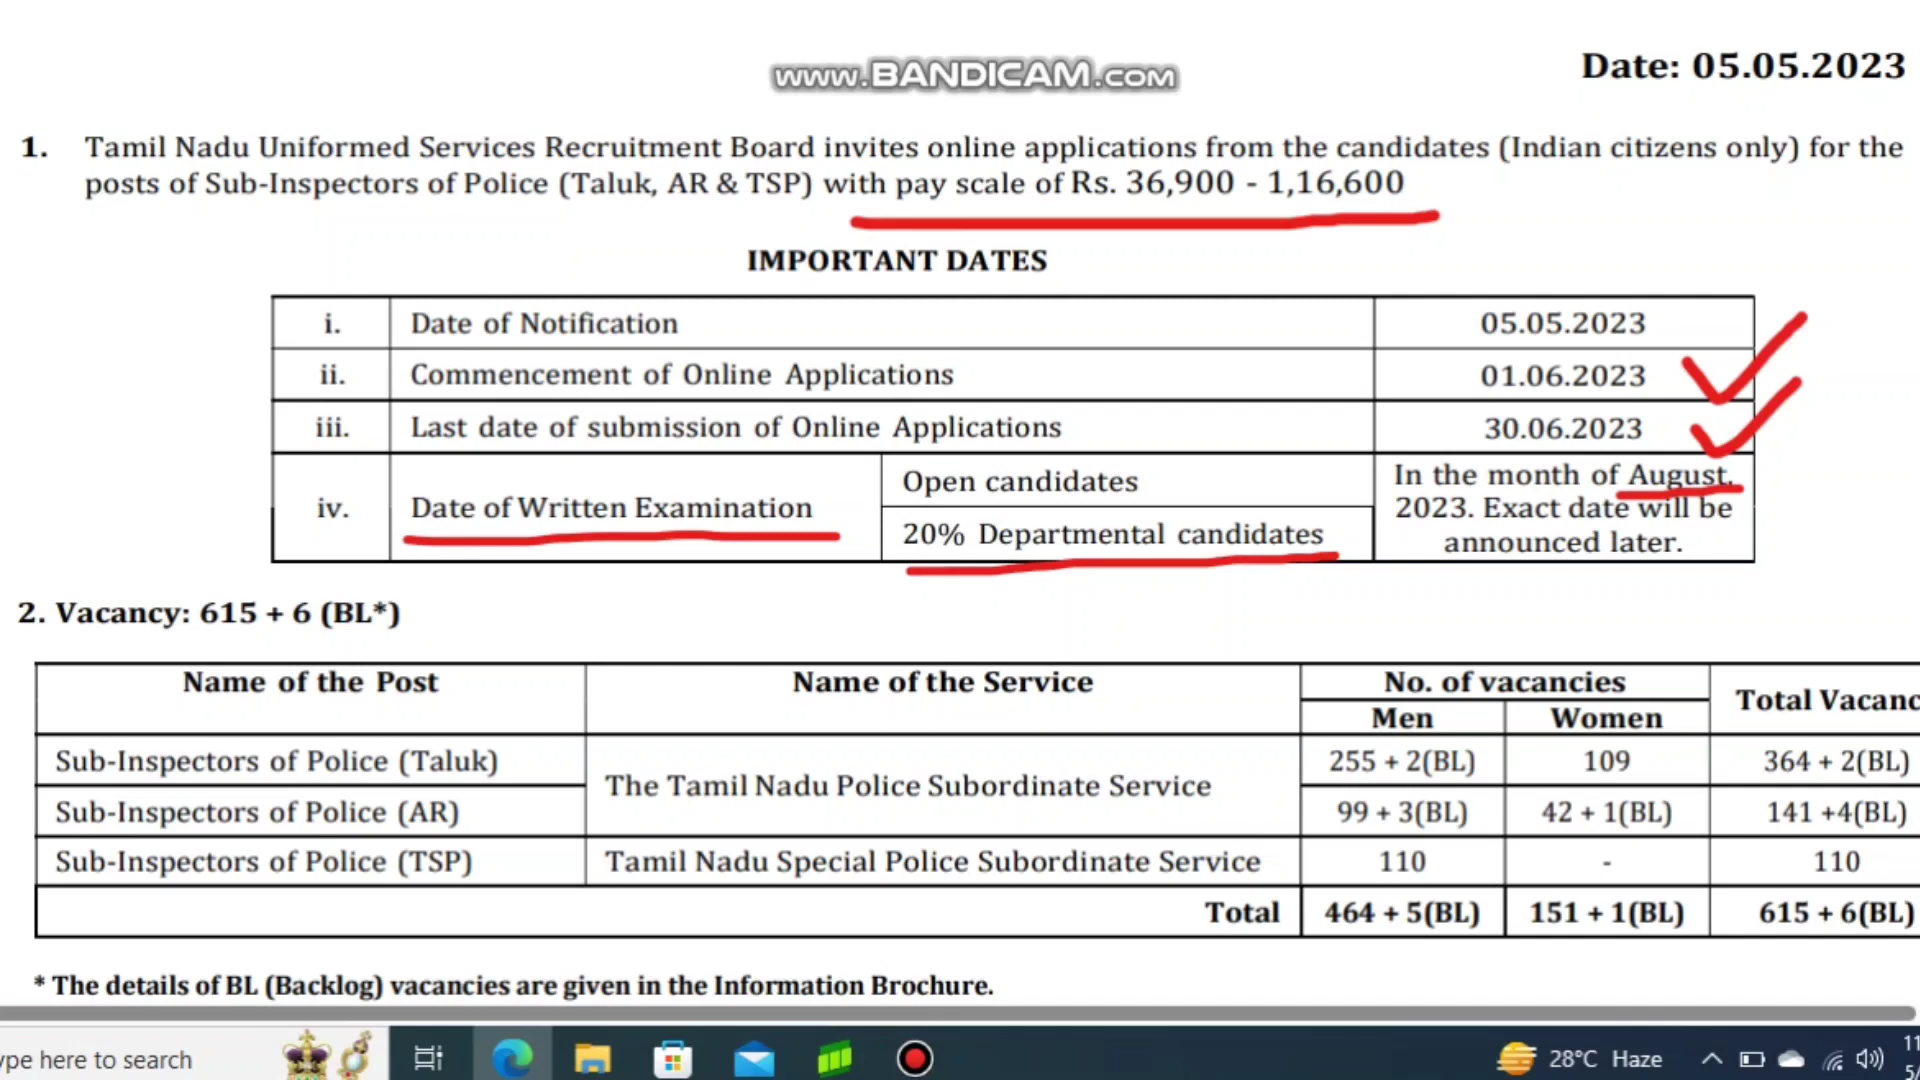 www.BANDICAM.COM
Date: 05.05.2023
1. Tamil Nadu Uniformed Services Recruitment Board invites online applications from the candidates (Indian citizens only) for the
posts of Sub-Inspectors of Police (Taluk, AR & TSP) with pay scale of Rs. 36,900 - 1,16,600
IMPORTANT DATES
i. Date of Notification 05.05.2023
ii. Commencement of Online Applications 01.06.2023
iii. Last date of submission of Online Applications 30.06.2023
iv. Date of Written Examination
Open candidates
20% Departmental candidates
In the month of August,
2023. Exact date will be
announced later.
2. Vacancy: 615 + 6 (BL*)
Name of the Post Name of the Service No. of vacancies Total Vacanc
Men Women
Sub-Inspectors of Police (Taluk) The Tamil Nadu Police Subordinate Service 255 + 2(BL) 109 364 + 2(BL)
Sub-Inspectors of Police (AR) 99 + 3(BL) 42 + 1(BL) 141 +4(BL)
Sub-Inspectors of Police (TSP) Tamil Nadu Special Police Subordinate Service 110 - 110
Total 464 + 5(BL) 151 + 1(BL) 615 + 6(BL)
* The details of BL (Backlog) vacancies are given in the Information Brochure.
ype here to search
28°C Haze
11
5/